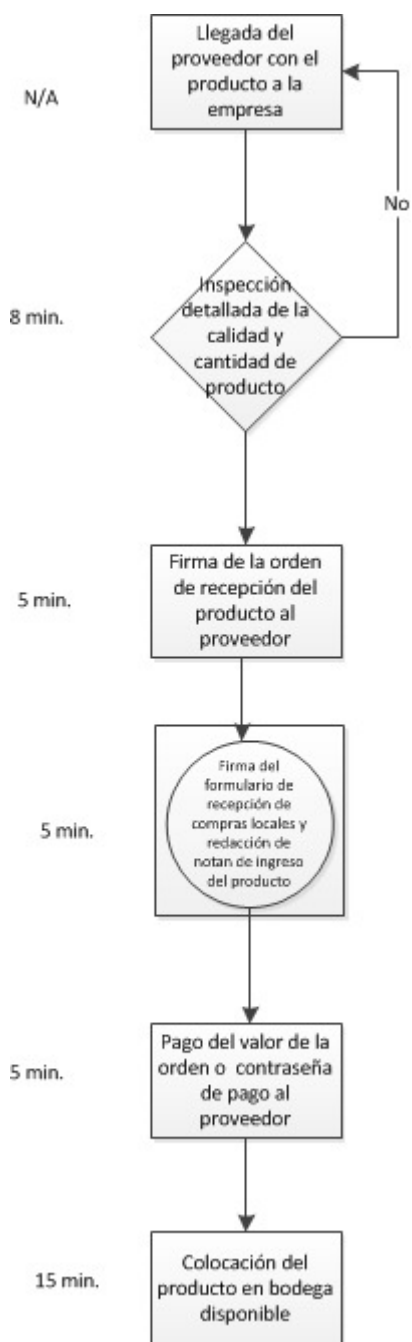 Llegada del
proveedor con el
producto a la
empresa
N/A
No
Inspección
detallada de la
calidad y
cantidad de
producto
8 min.
Firma de la orden
de recepción del
producto al
proveedor
5 min.
Firma del
formulario de
recepción de
compras locales y
redacción de
notan de ingreso
del producto
5 min.
Pago del valor de la
orden o contraseña
de pago al
proveedor
5 min.
Colocación del
producto en bodega
disponible
15 min.